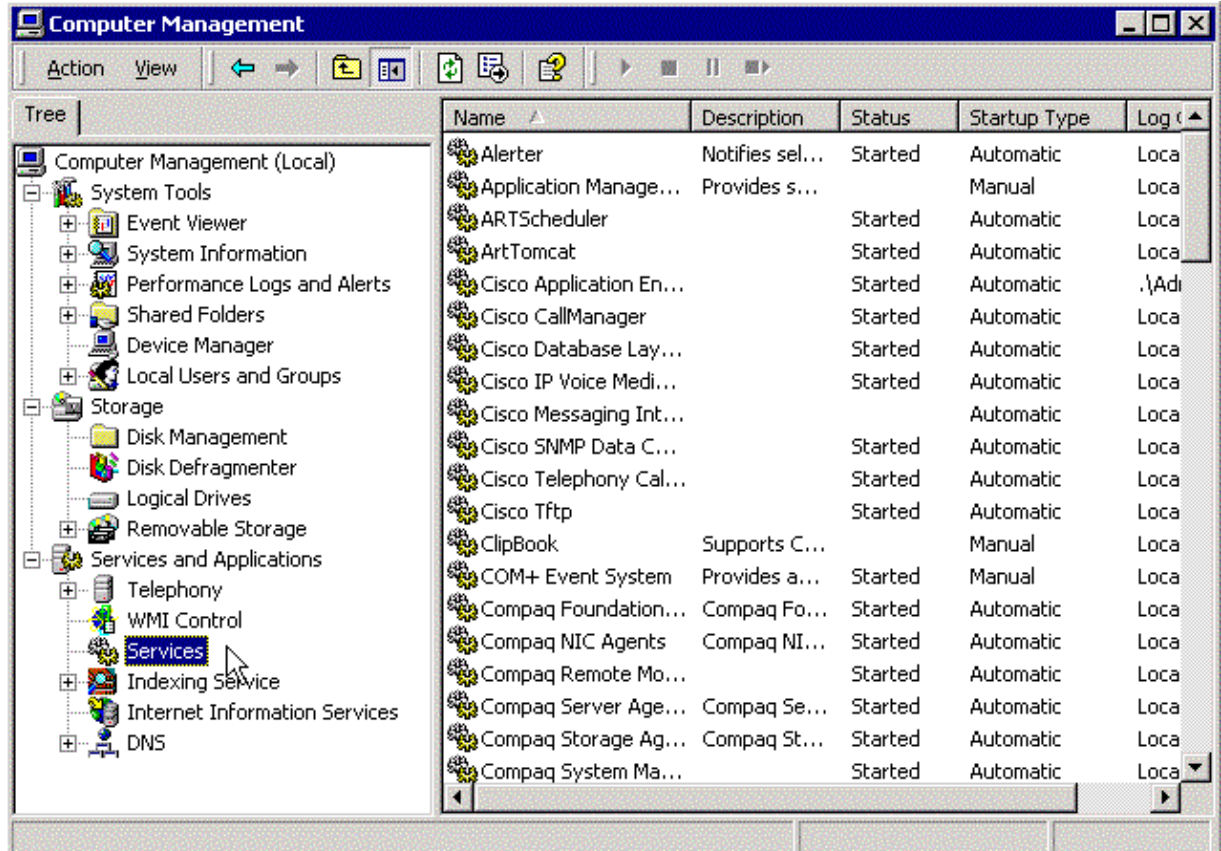 Computer Management
Action View
Tree
Computer Management (Local)
System Tools
Event Viewer
System Information
Performance Logs and Alerts
Shared Folders
Device Manager
Local Users and Groups
Storage
Disk Management
Disk Defragmenter
Logical Drives
Removable Storage
Services and Applications
Telephony
WMI Control
Services
Indexing Service
Internet Information Services
DNS
Name Description Status Startup Type Log
Alerter Notifies sel... Started Automatic Loca
Application Manage... Provides s... Manual Loca
ARTScheduler Started Automatic Loca
ArtTomcat Started Automatic Loca
Cisco Application En... Started Automatic .\Adi
Cisco CallManager Started Automatic Loca
Cisco Database Lay... Started Automatic Loca
Cisco IP Voice Medi... Started Automatic Loca
Cisco Messaging Int... Automatic Loca
Cisco SNMP Data C... Started Automatic Loca
Cisco Telephony Cal... Started Automatic Loca
Cisco Tftp Started Automatic Loca
ClipBook Supports C... Manual Loca
COM+ Event System Provides a... Started Manual Loca
Compaq Foundation... Compaq Fo... Started Automatic Loca
Compaq NIC Agents Compaq NI... Started Automatic Loca
Compaq Remote Mo... Started Automatic Loca
Compaq Server Age... Compaq Se... Started Automatic Loca
Compaq Storage Ag... Compaq St... Started Automatic Loca
Compaq System Ma... Started Automatic Loca